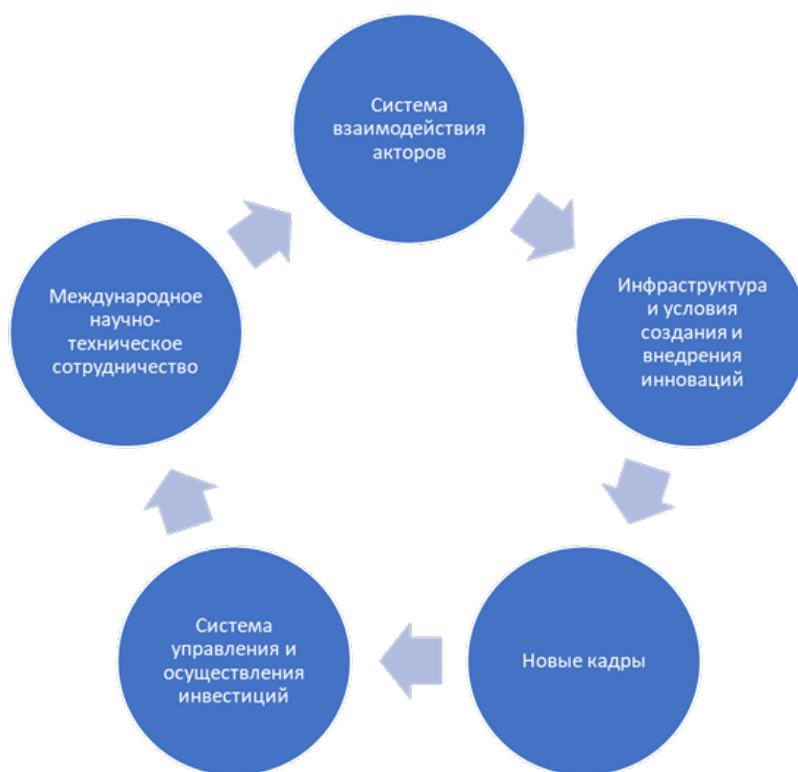 Система
взаимодействия
акторов
Инфраструктура
и условия
создания и
внедрения
инноваций
Новые кадры
Система
управления и
осуществления
инвестиций
Международное
научно-
техническое
сотрудничество